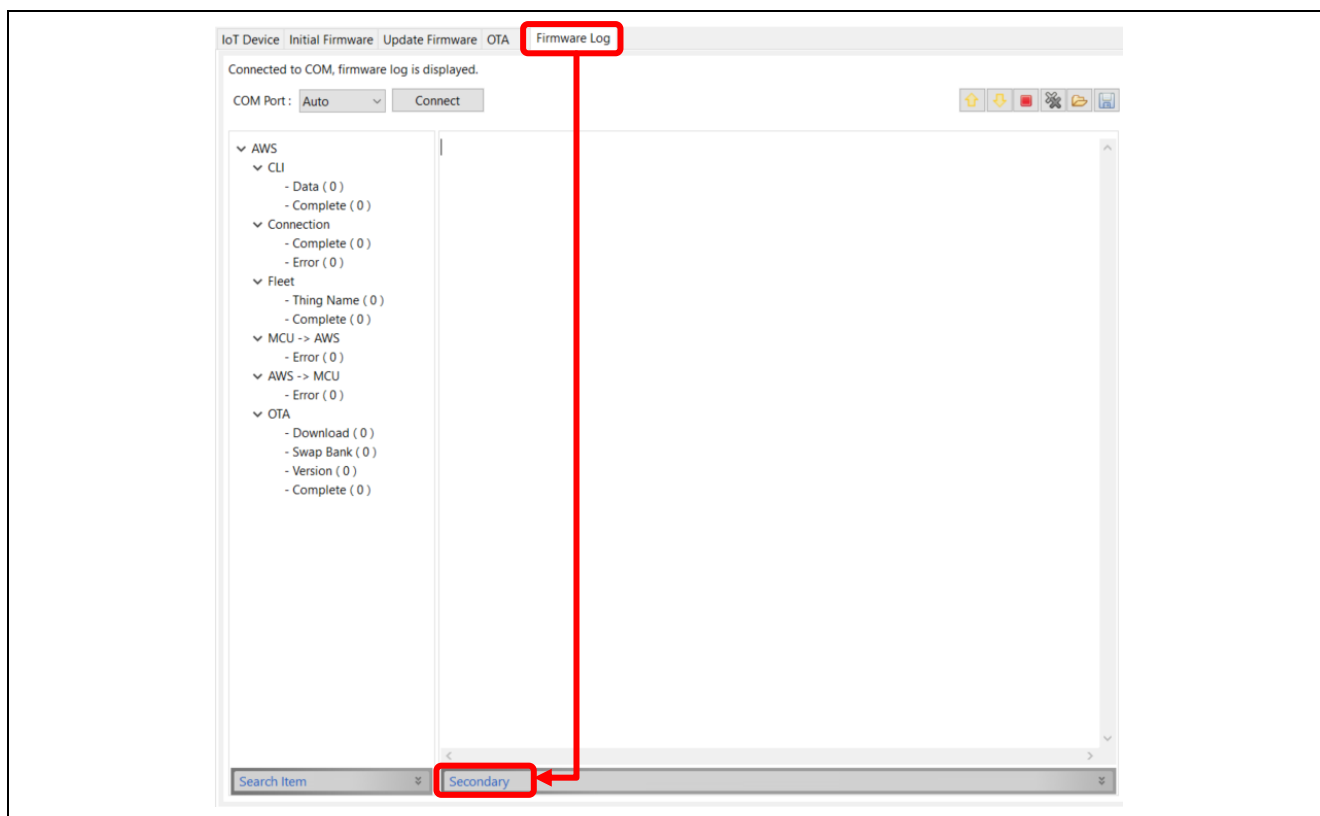 IoT Device Initial Firmware Update Firmware OTA Firmware Log
Connected to COM, firmware log is displayed.
COM Port : Auto Connect
AWS
CLI
- Data ( 0 )
- Complete ( 0 )
Connection
- Complete ( 0 )
- Error ( 0 )
Fleet
- Thing Name ( 0 )
- Complete ( 0 )
MCU -> AWS
- Error ( 0 )
AWS -> MCU
- Error ( 0 )
OTA
- Download ( 0 )
- Swap Bank ( 0 )
- Version ( 0 )
- Complete ( 0 )
Search Item Secondary